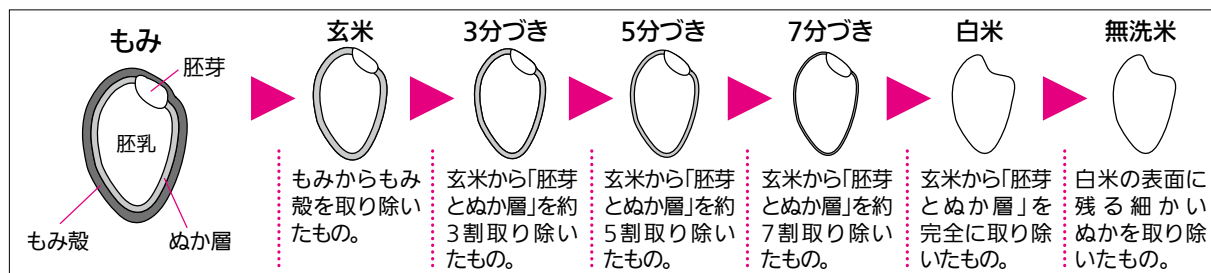 もみ
胚芽
胚乳
もみ殻
ぬか層
玄米
もみからもみ
殻を取り除い
たもの。
3分づき
玄米から「胚芽
とぬか層」を約
3割取り除い
たもの。
5分づき
玄米から「胚芽
とぬか層」を約
5割取り除い
たもの。
7分づき
玄米から「胚芽
とぬか層」を約
7割取り除い
たもの。
白米
玄米から「胚芽
とぬか層」を
完全に取り除
いたもの。
無洗米
白米の表面に
残る細かい
ぬかを取り除
いたもの。